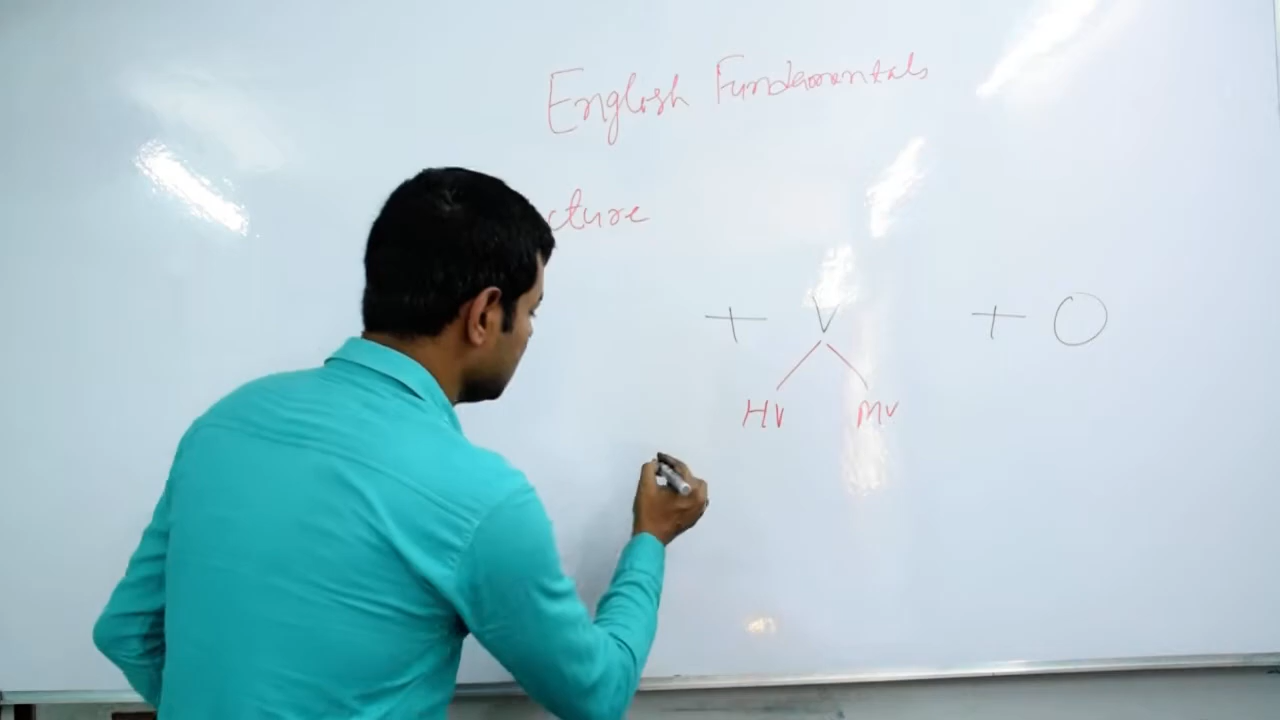 English Fundamentals
cture
+ V + O
HV MV